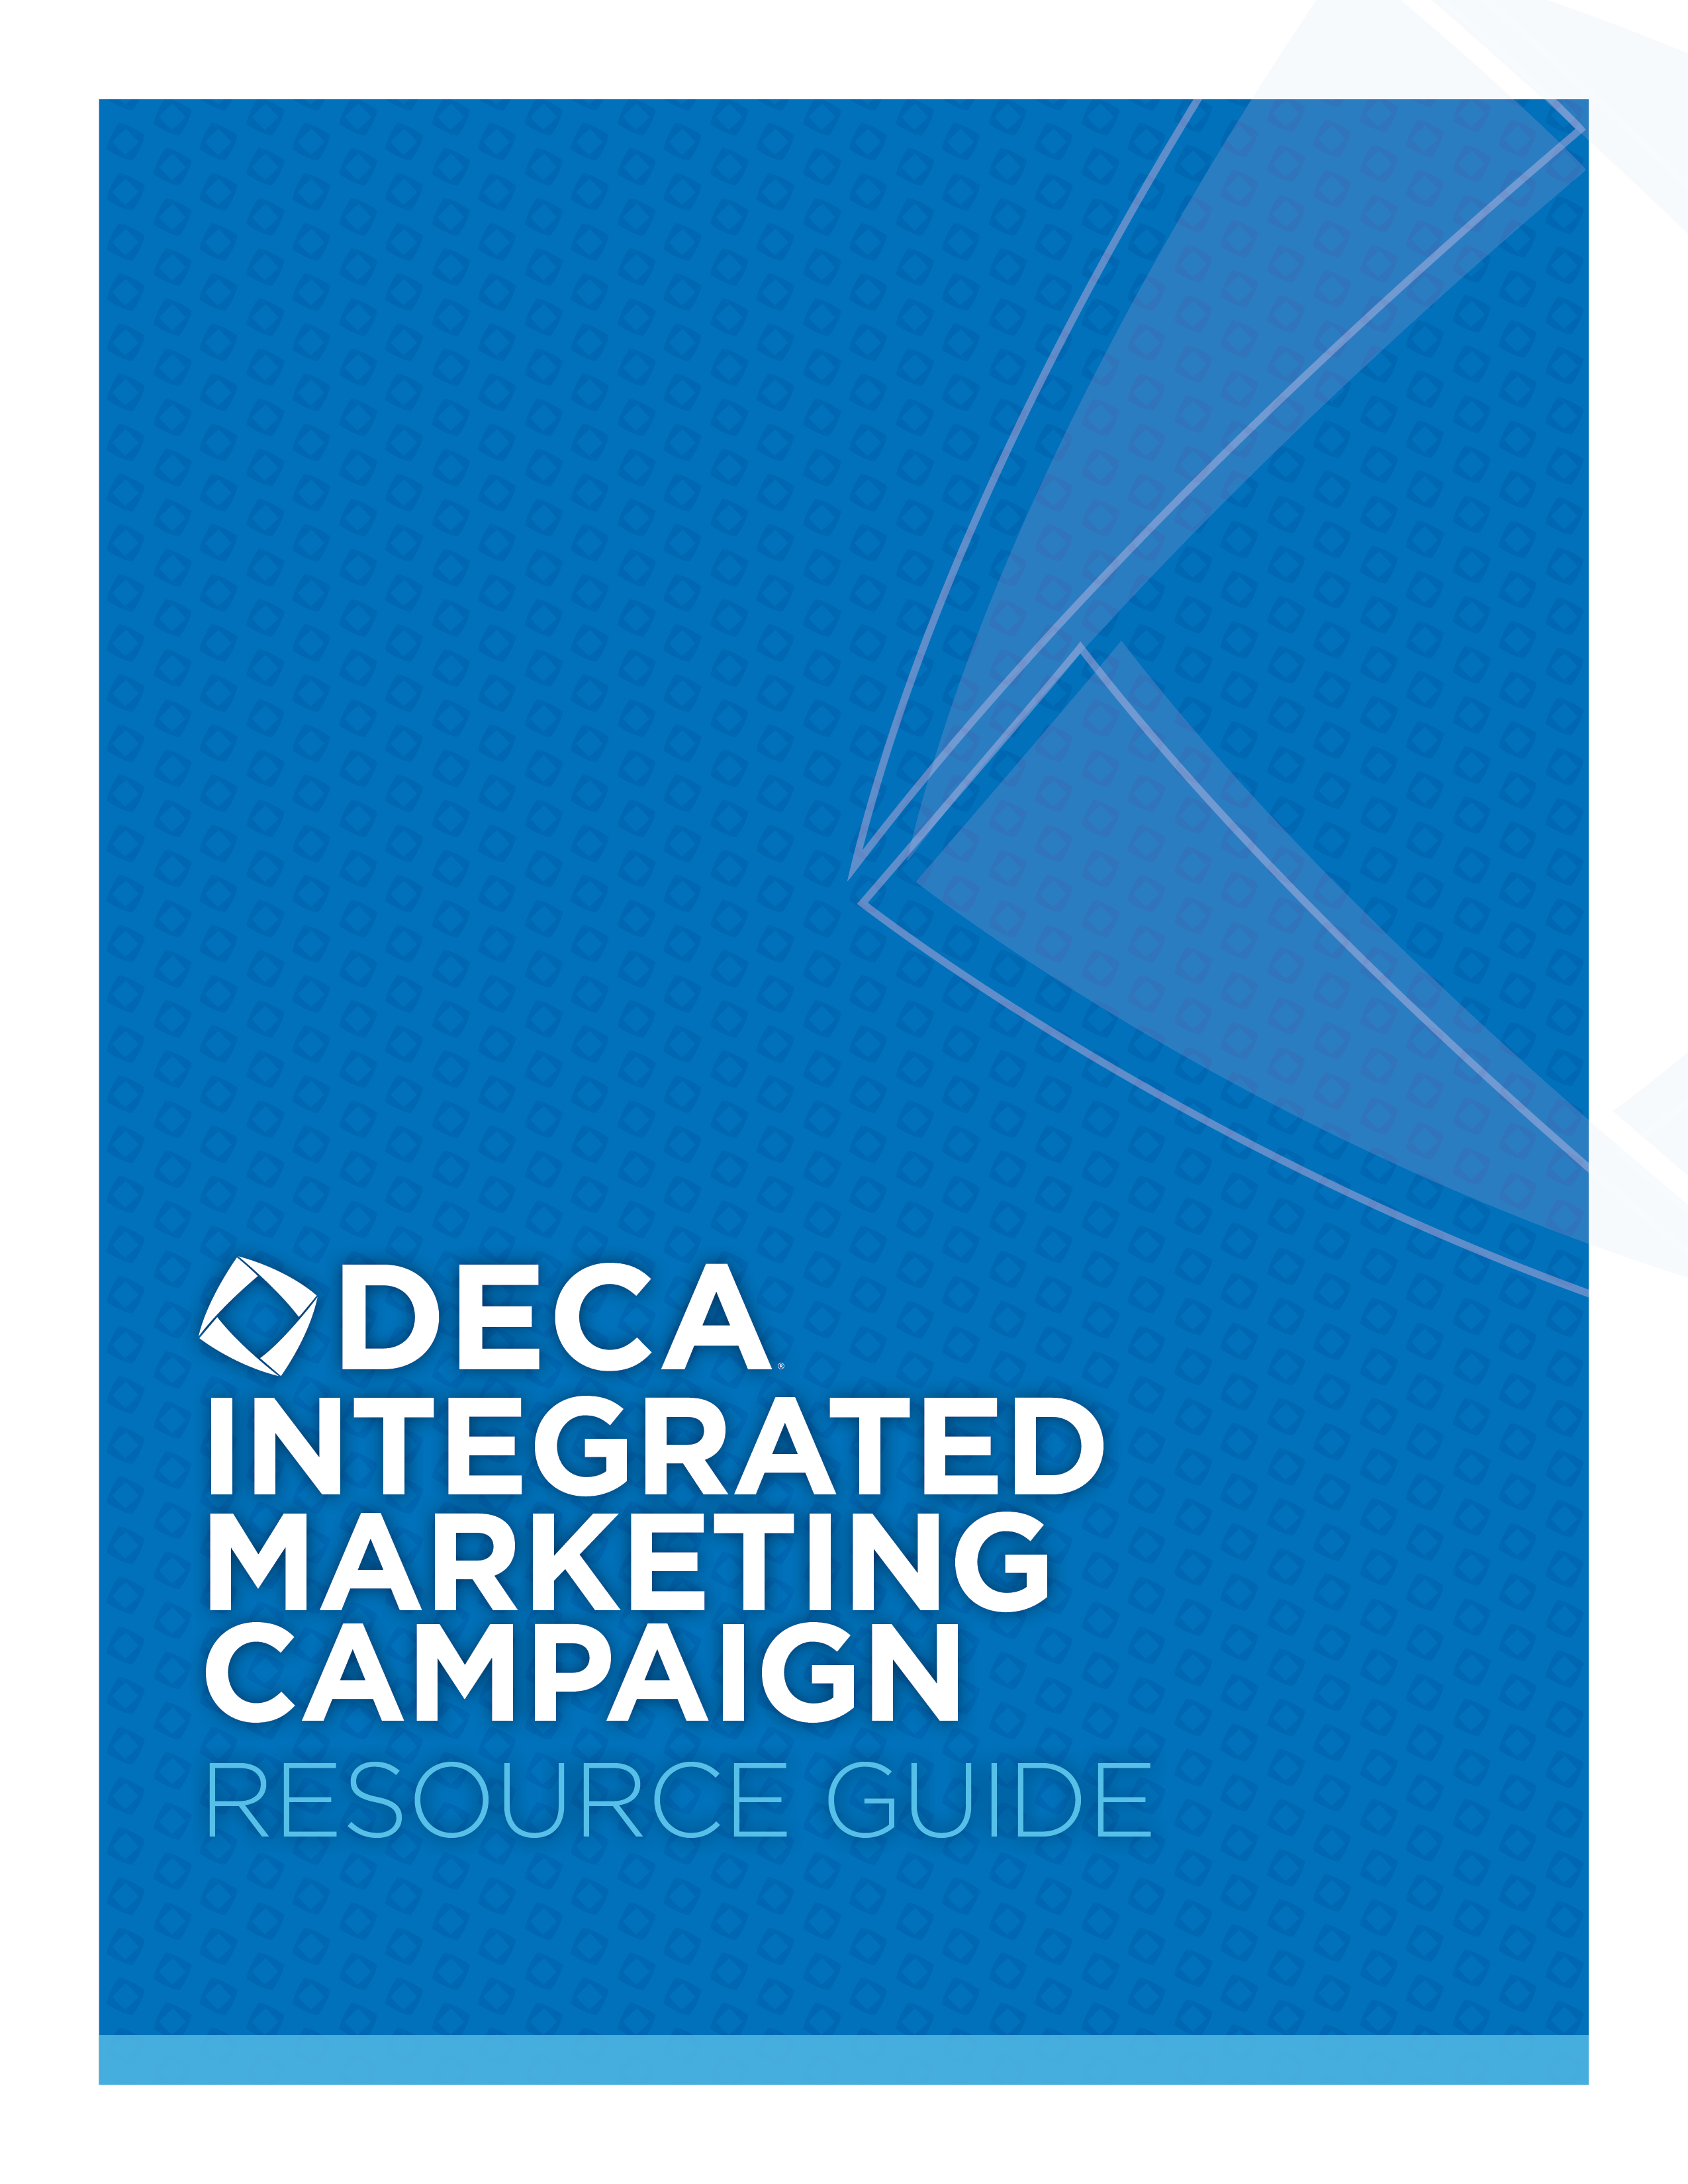 DECA®
INTEGRATED
MARKETING
CAMPAIGN
RESOURCE GUIDE